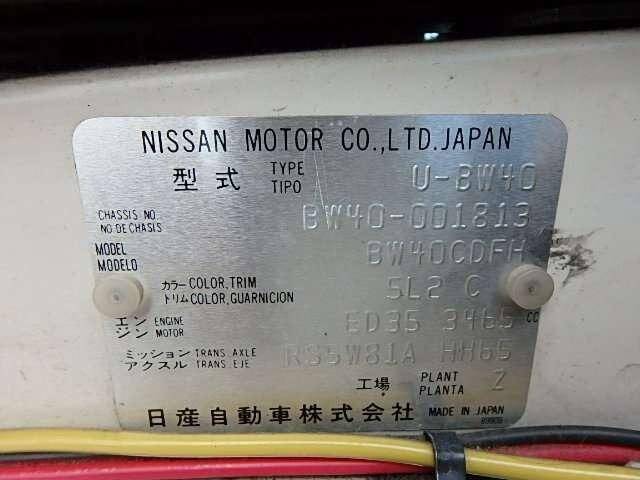 NISSAN MOTOR CO.,LTD.JAPAN
型式 TYPE TIPO U-BW40
CHASSIS NO. NO DE CHASIS BW40-001813
MODEL MODELO BW40CDFH
カラー COLOR,TRIM 5L2 C
トリム COLOR,GUARNICION
エンジン ENGINE MOTOR ED35 3465 CC
ミッション TRANS AXLE RS5W81A HH65
アクスル TRANS.EJE
工場 PLANT PLANTA Z
日産自動車株式会社 MADE IN JAPAN